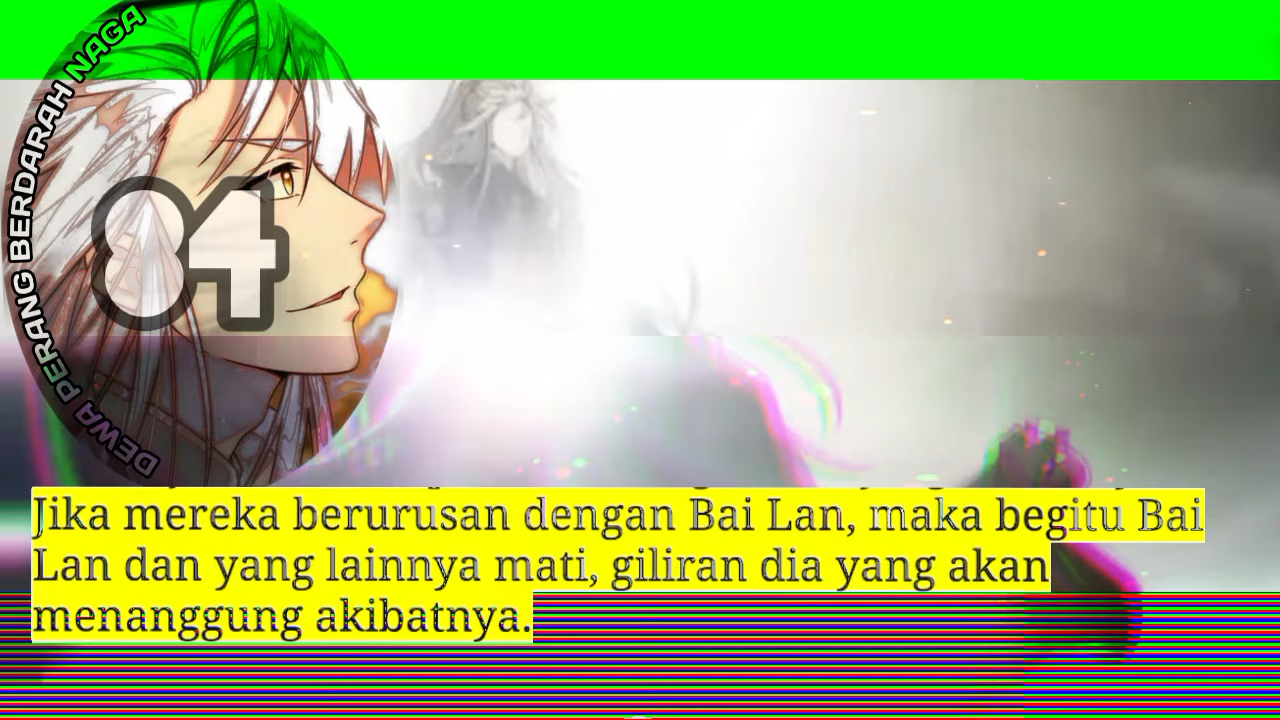 DEWA PERANG BERDARAH NAGA
84
Jika mereka berurusan dengan Bai Lan, maka begitu Bai
Lan dan yang lainnya mati, giliran dia yang akan
menanggung akibatnya.